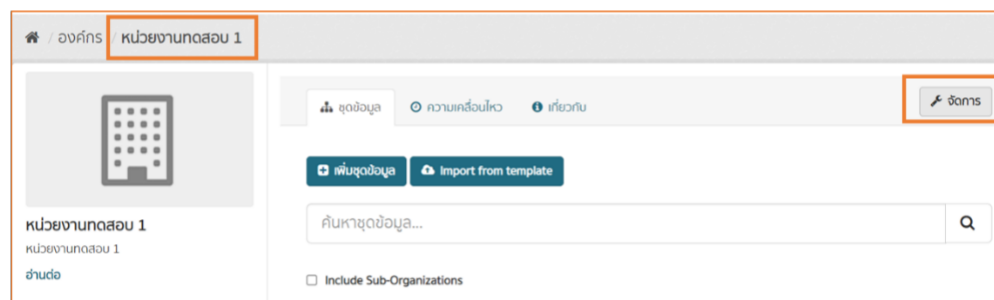 / องค์กร / หน่วยงานทดสอบ 1
ชุดข้อมูล ความเคลื่อนไหว เกี่ยวกับ จัดการ
เพิ่มชุดข้อมูล Import from template
ค้นหาชุดข้อมูล...
หน่วยงานทดสอบ 1
หน่วยงานทดสอบ 1
อ่านต่อ
Include Sub-Organizations